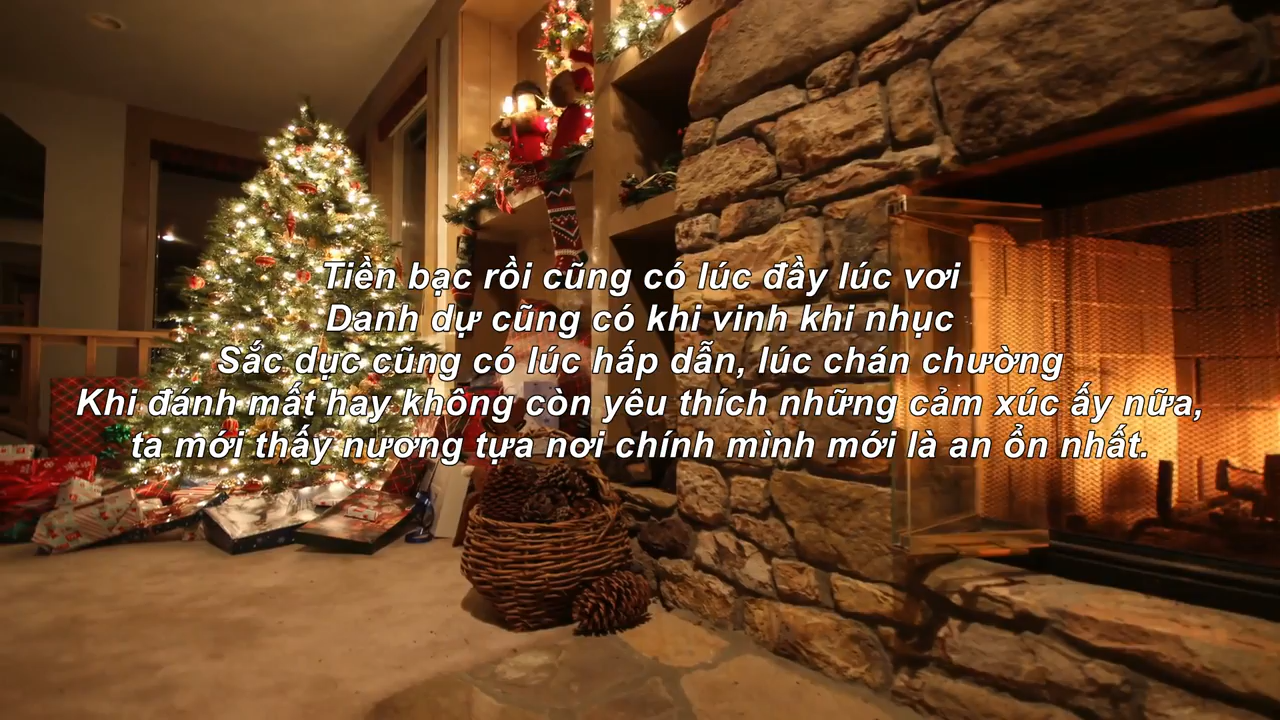 Tiền bạc rồi cũng có lúc đầy lúc vơi
Danh dự cũng có khi vinh khi nhục
Sắc dục cũng có lúc hấp dẫn, lúc chán chường
Khi đánh mất hay không còn yêu thích những cảm xúc ấy nữa,
ta mới thấy nương tựa nơi chính mình mới là an ổn nhất.